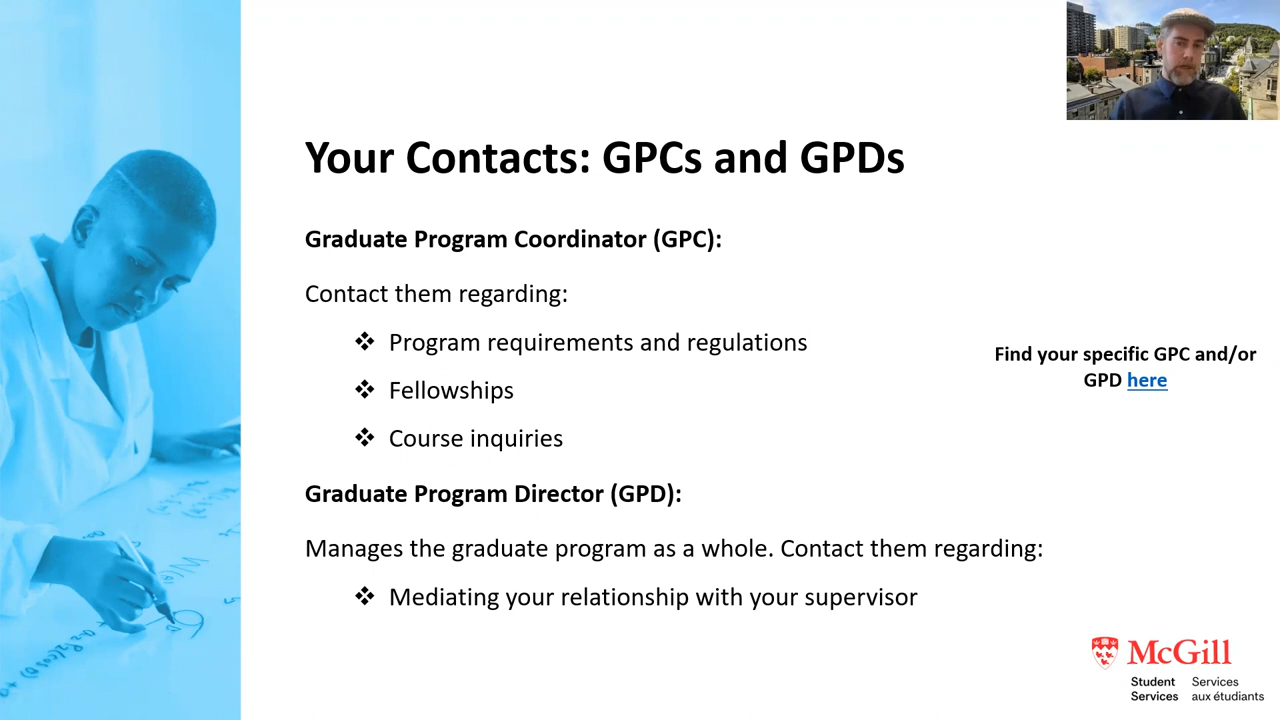 Your Contacts: GPCs and GPDs
Graduate Program Coordinator (GPC):
Contact them regarding:
❖ Program requirements and regulations
❖ Fellowships
❖ Course inquiries
Find your specific GPC and/or
GPD here
Graduate Program Director (GPD):
Manages the graduate program as a whole. Contact them regarding:
❖ Mediating your relationship with your supervisor
McGill
Student Services
Services aux étudiants